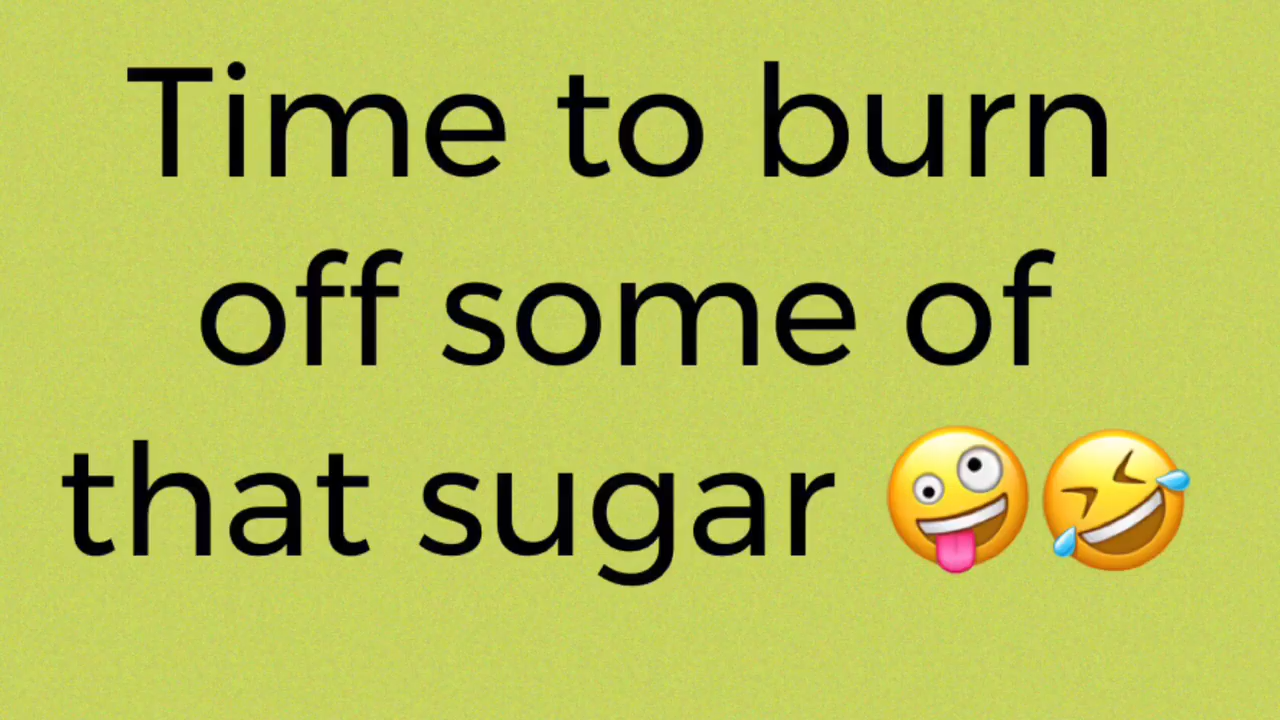 Time to burn
off some of
that sugar 🤪🤣